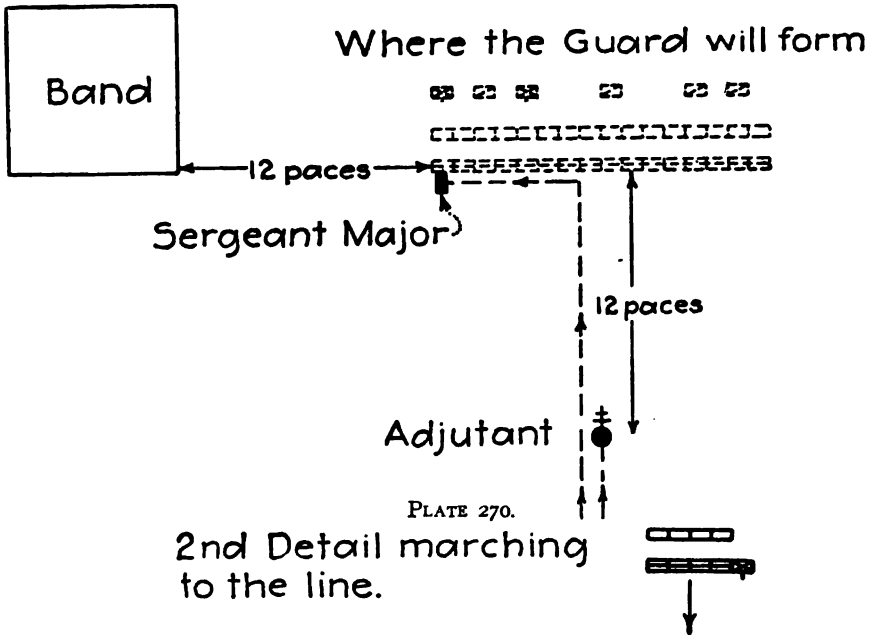 Where the Guard will form
Band
12 paces
Sergeant Major
12 paces
Adjutant
PLATE 270.
2nd Detail marching
to the line.